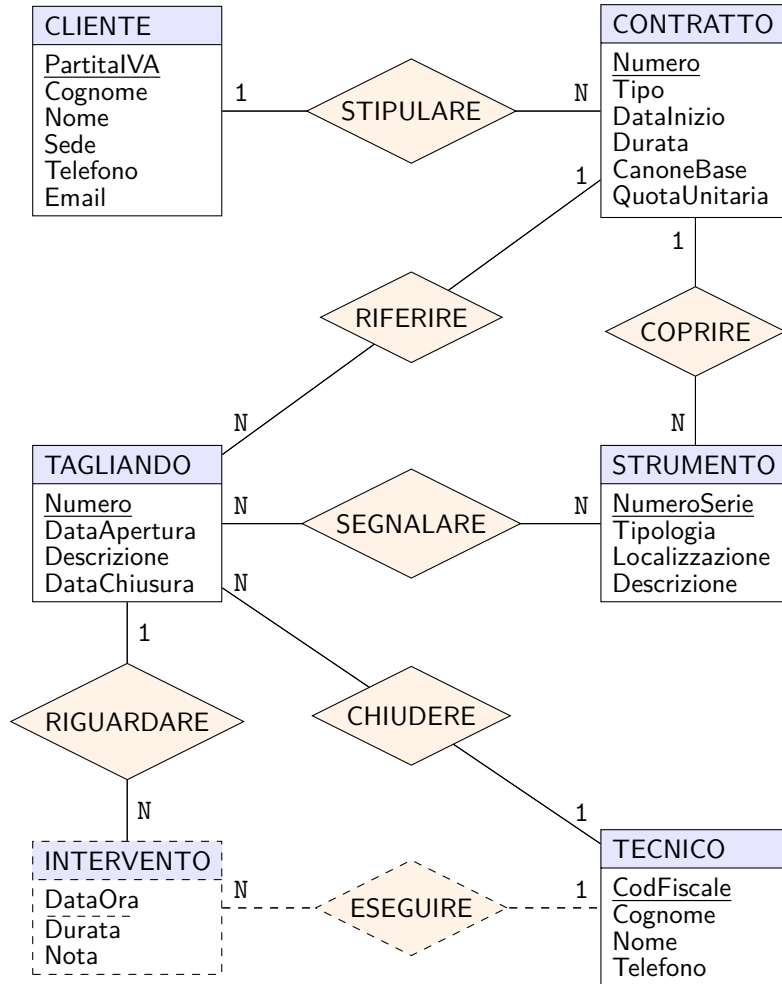 CLIENTE
PartitaIVA
Cognome
Nome
Sede
Telefono
Email
1
STIPULARE
N
CONTRATTO
Numero
Tipo
DataInizio
Durata
CanoneBase
QuotaUnitaria
1
1
RIFERIRE
COPRIRE
N
N
TAGLIANDO
Numero
DataApertura
Descrizione
DataChiusura
N
SEGNALARE
N
STRUMENTO
NumeroSerie
Tipologia
Localizzazione
Descrizione
N
1
RIGUARDARE
CHIUDERE
N
1
INTERVENTO
DataOra
Durata
Nota
N
ESEGUIRE
1
TECNICO
CodFiscale
Cognome
Nome
Telefono